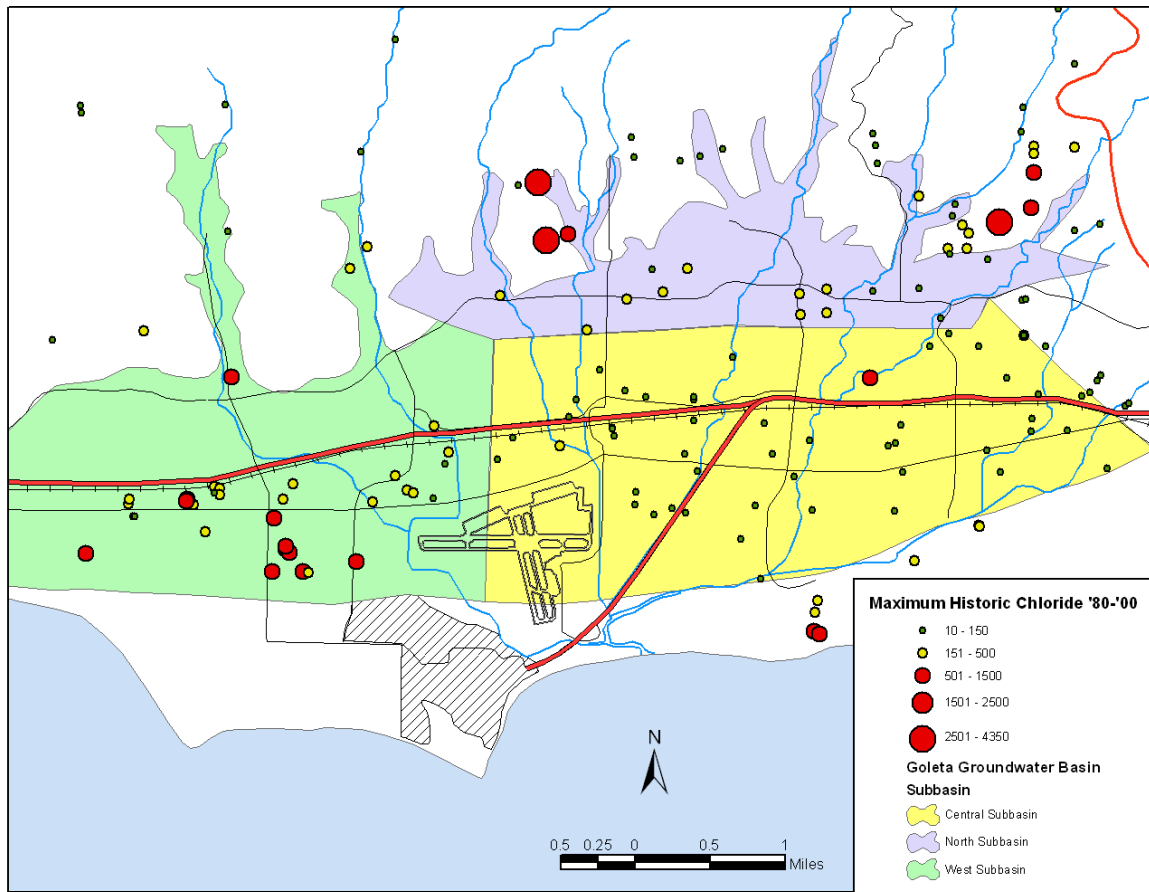 N
0.5 0.25 0 0.5 1
Miles
Maximum Historic Chloride '80-'00
10 - 150
151 - 500
501 - 1500
1501 - 2500
2501 - 4350
Goleta Groundwater Basin
Subbasin
Central Subbasin
North Subbasin
West Subbasin